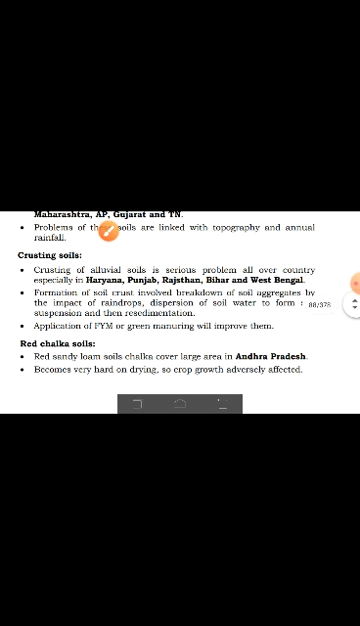 Maharashtra, AP, Gujarat and TN.
• Problems of these soils are linked with topography and annual
rainfall.
Crusting soils:
• Crusting of alluvial soils is serious problem all over country
especially in Haryana, Punjab, Rajsthan, Bihar and West Bengal.
• Formation of soil crust involved breakdown of soil aggregates by
the impact of raindrops, dispersion of soil water to form :
suspension and then resedimentation.
88/378
• Application of FYM or green manuring will improve them.
Red chalka soils:
• Red sandy loam soils chalka cover large area in Andhra Pradesh.
• Becomes very hard on drying, so crop growth adversely affected.